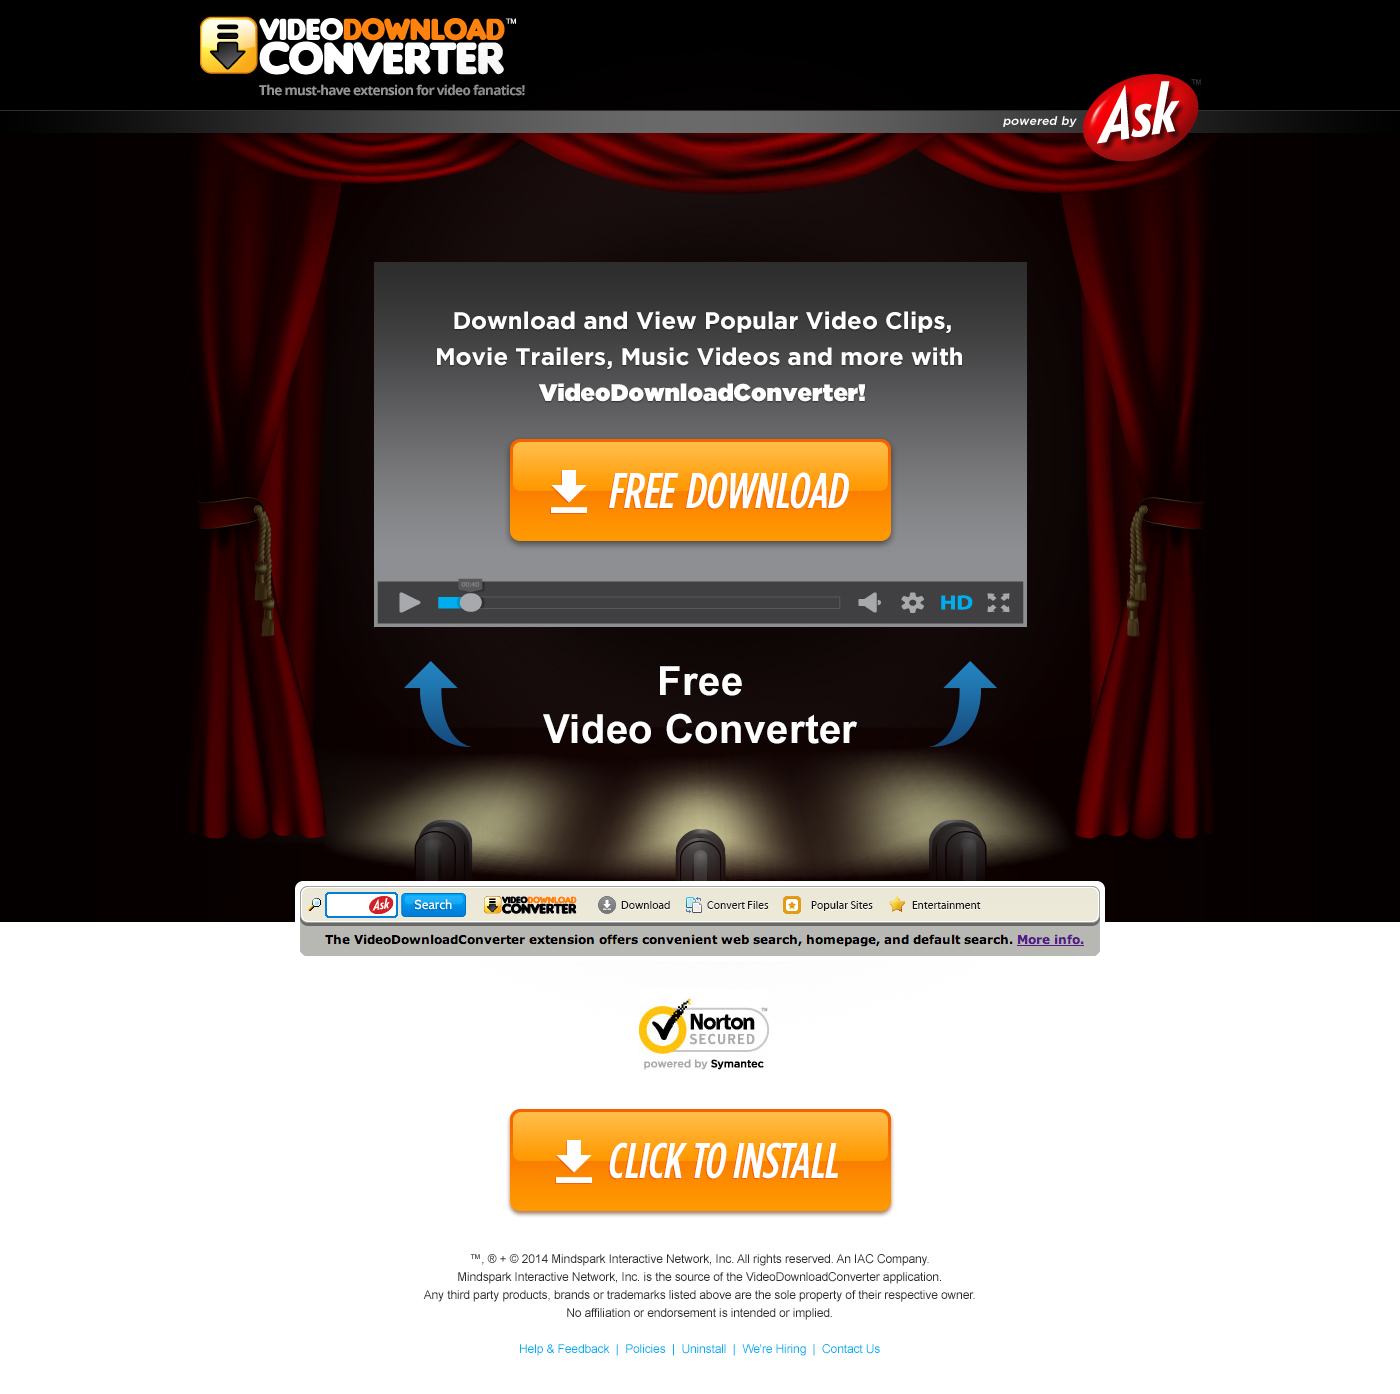 VIDEODOWNLOAD™
CONVERTER
The must-have extension for video fanatics!
powered by Ask™
Download and View Popular Video Clips,
Movie Trailers, Music Videos and more with
VideoDownloadConverter!
FREE DOWNLOAD
00:40
HD
Free
Video Converter
Ask Search VIDEODOWNLOAD CONVERTER Download Convert Files Popular Sites Entertainment
The VideoDownloadConverter extension offers convenient web search, homepage, and default search. More info.
Norton™
SECURED
powered by Symantec
CLICK TO INSTALL
™, ® + © 2014 Mindspark Interactive Network, Inc. All rights reserved. An IAC Company.
Mindspark Interactive Network, Inc. is the source of the VideoDownloadConverter application.
Any third party products, brands or trademarks listed above are the sole property of their respective owner.
No affiliation or endorsement is intended or implied.
Help & Feedback | Policies | Uninstall | We're Hiring | Contact Us